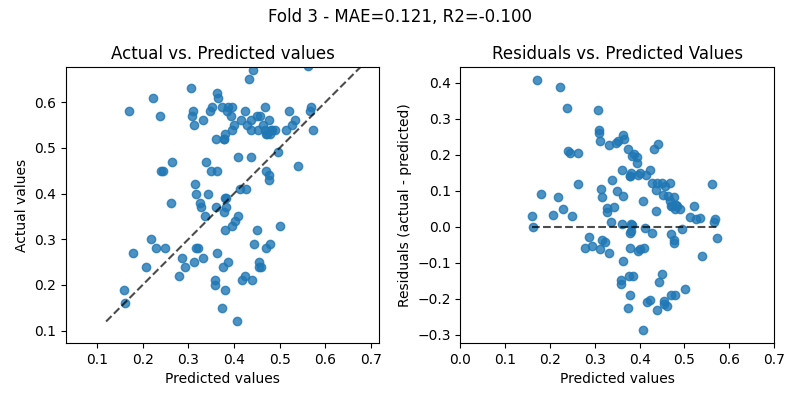 Fold 3 - MAE=0.121, R2=-0.100
Actual vs. Predicted values
Actual values
0.6
0.5
0.4
0.3
0.2
0.1
0.1 0.2 0.3 0.4 0.5 0.6 0.7
Predicted values
Residuals vs. Predicted Values
Residuals (actual - predicted)
0.4
0.3
0.2
0.1
0.0
−0.1
−0.2
−0.3
0.0 0.1 0.2 0.3 0.4 0.5 0.6 0.7
Predicted values